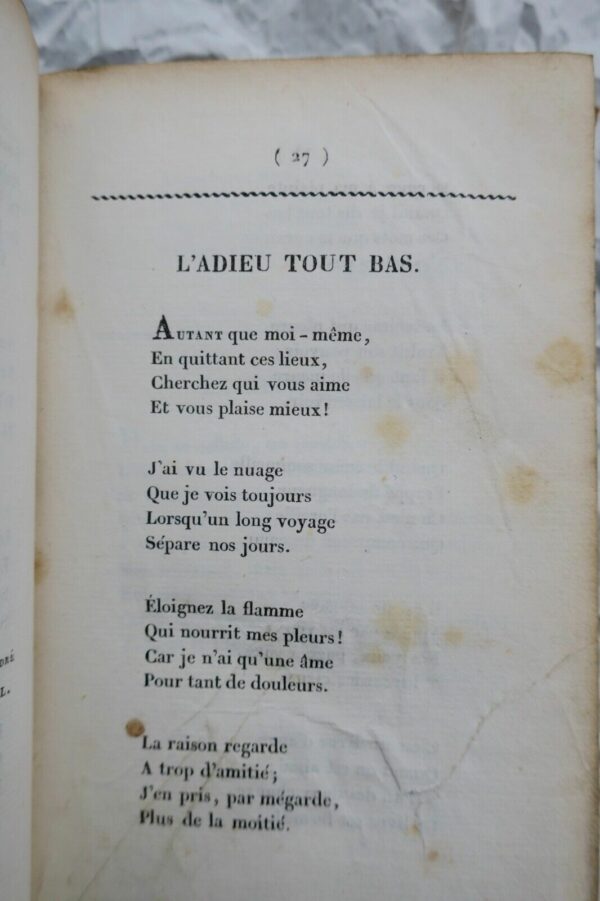 ( 27 )
L'ADIEU TOUT BAS.
AUTANT que moi-même,
En quittant ces lieux,
Cherchez qui vous aime
Et vous plaise mieux!
J'ai vu le nuage
Que je vois toujours
Lorsqu'un long voyage
Sépare nos jours.
Éloignez la flamme
Qui nourrit mes pleurs!
Car je n'ai qu'une âme
Pour tant de douleurs.
La raison regarde
A trop d'amitié;
J'en pris, par mégarde,
Plus de la moitié.